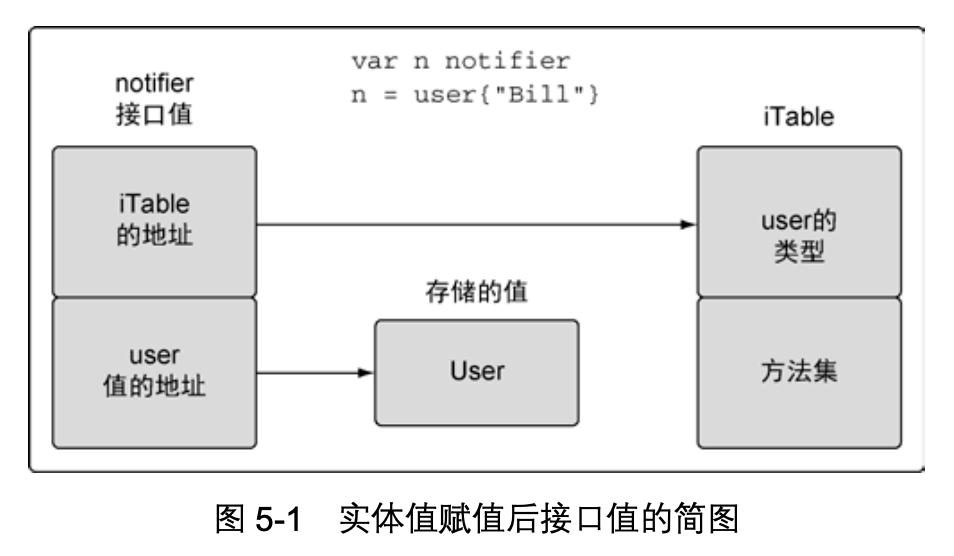 var n notifier
n = user{"Bill"}
notifier
接口值
iTable
iTable
的地址
user的
类型
存储的值
user
值的地址
User
方法集
图 5-1 实体值赋值后接口值的简图